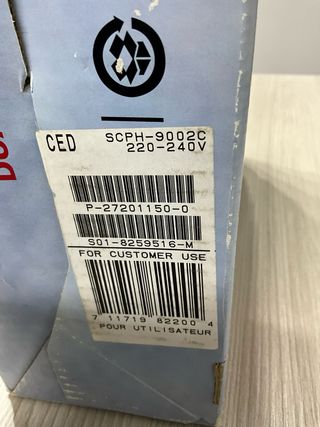 CED SCPH-9002C
220-240V
P-27201150-0
S01-8259516-M
FOR CUSTOMER USE
7 11719 82200 4
POUR UTILISATEUR